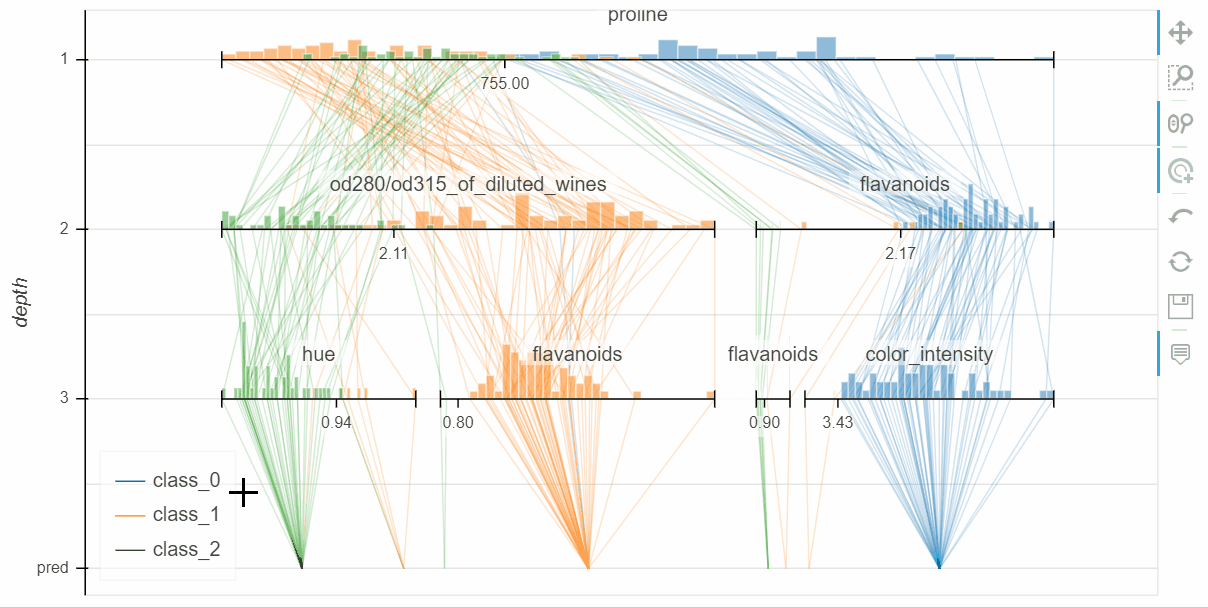 proline
1
755.00
od280/od315_of_diluted_wines
flavanoids
2
2.11
2.17
depth
hue
flavanoids
flavanoids
color_intensity
3
0.94
0.80
0.90
3.43
class_0
class_1
class_2
pred